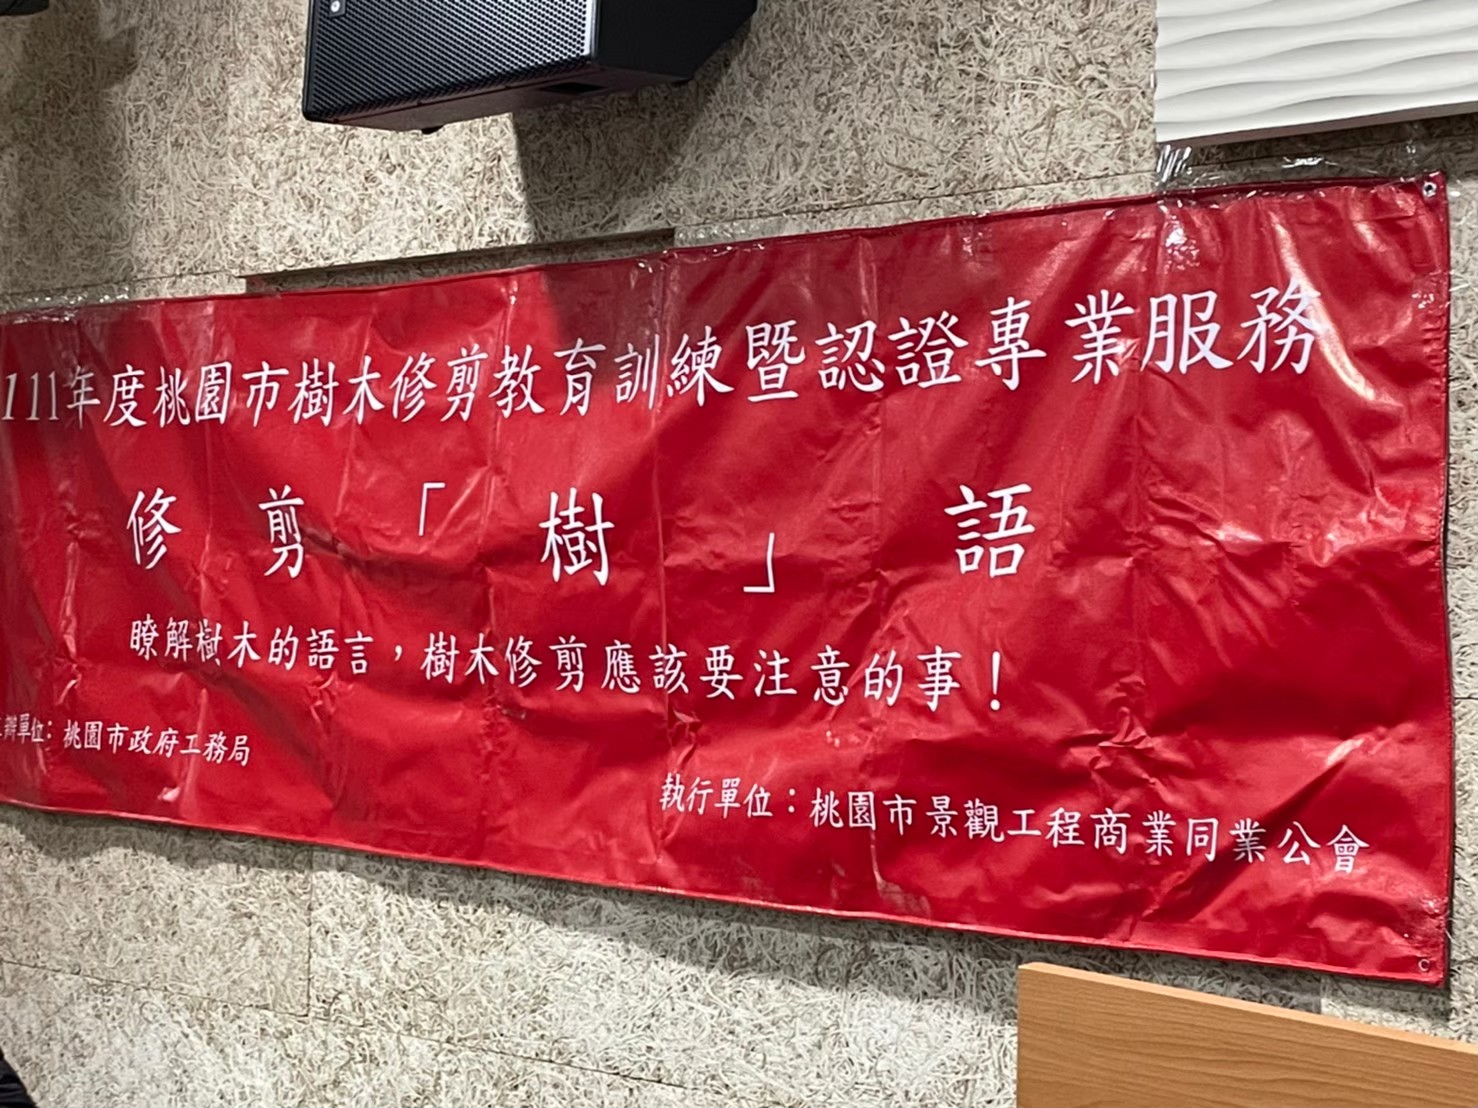 111年度桃園市樹木修剪教育訓練暨認證專業服務
修剪「樹」語
瞭解樹木的語言，樹木修剪應該要注意的事！
辦單位：桃園市政府工務局
執行單位：桃園市景觀工程商業同業公會